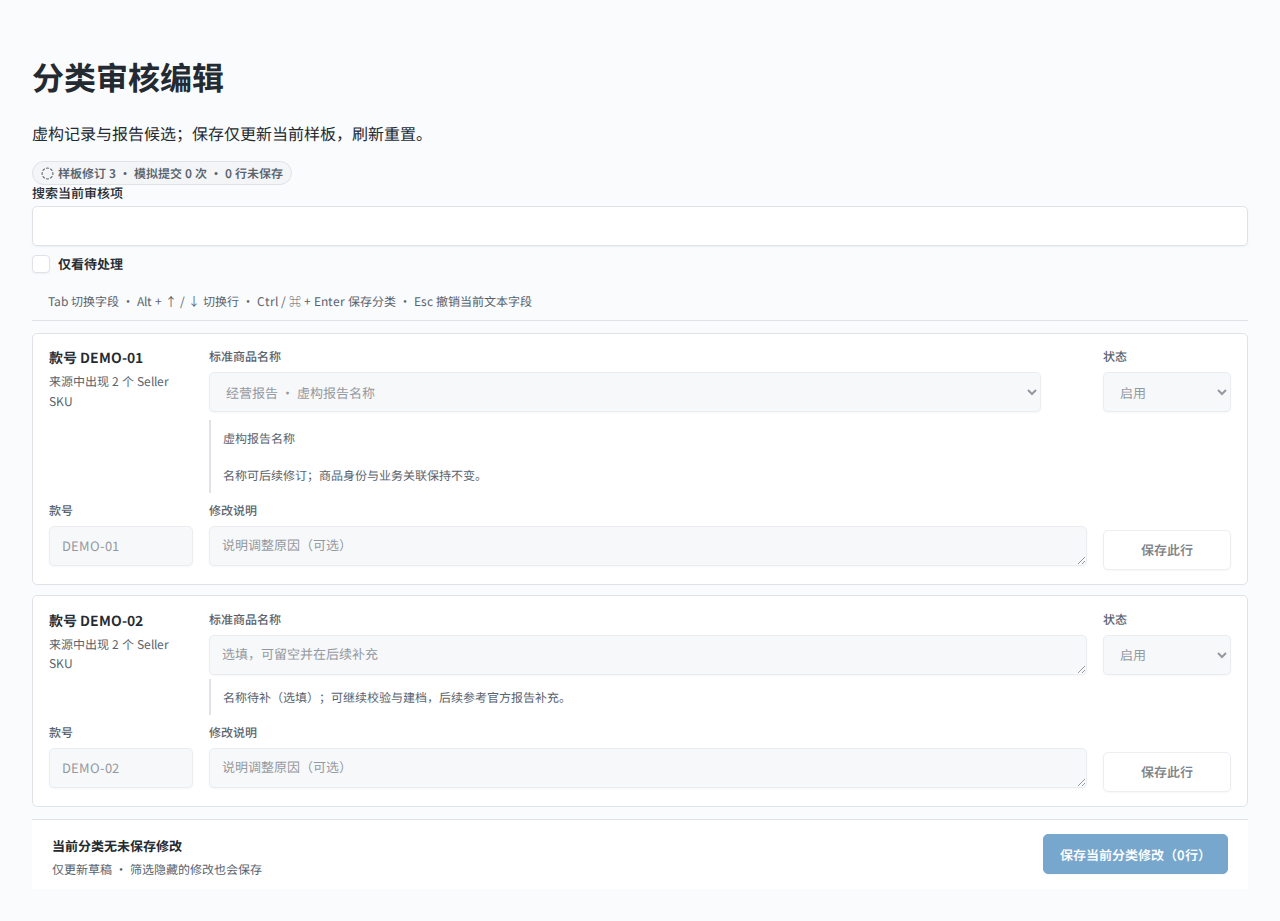 分类审核编辑
虚构记录与报告候选；保存仅更新当前样板，刷新重置。
样板修订 3 · 模拟提交 0 次 · 0 行未保存
搜索当前审核项
仅看待处理
Tab 切换字段 · Alt + ↑ / ↓ 切换行 · Ctrl / ⌘ + Enter 保存分类 · Esc 撤销当前文本字段
款号 DEMO-01
来源中出现 2 个 Seller
SKU
标准商品名称
经营报告 · 虚构报告名称
状态
启用
虚构报告名称
名称可后续修订；商品身份与业务关联保持不变。
款号
DEMO-01
修改说明
说明调整原因（可选）
保存此行
款号 DEMO-02
来源中出现 2 个 Seller
SKU
标准商品名称
选填，可留空并在后续补充
状态
启用
名称待补（选填）；可继续校验与建档，后续参考官方报告补充。
款号
DEMO-02
修改说明
说明调整原因（可选）
保存此行
当前分类无未保存修改
仅更新草稿 · 筛选隐藏的修改也会保存
保存当前分类修改（0行）